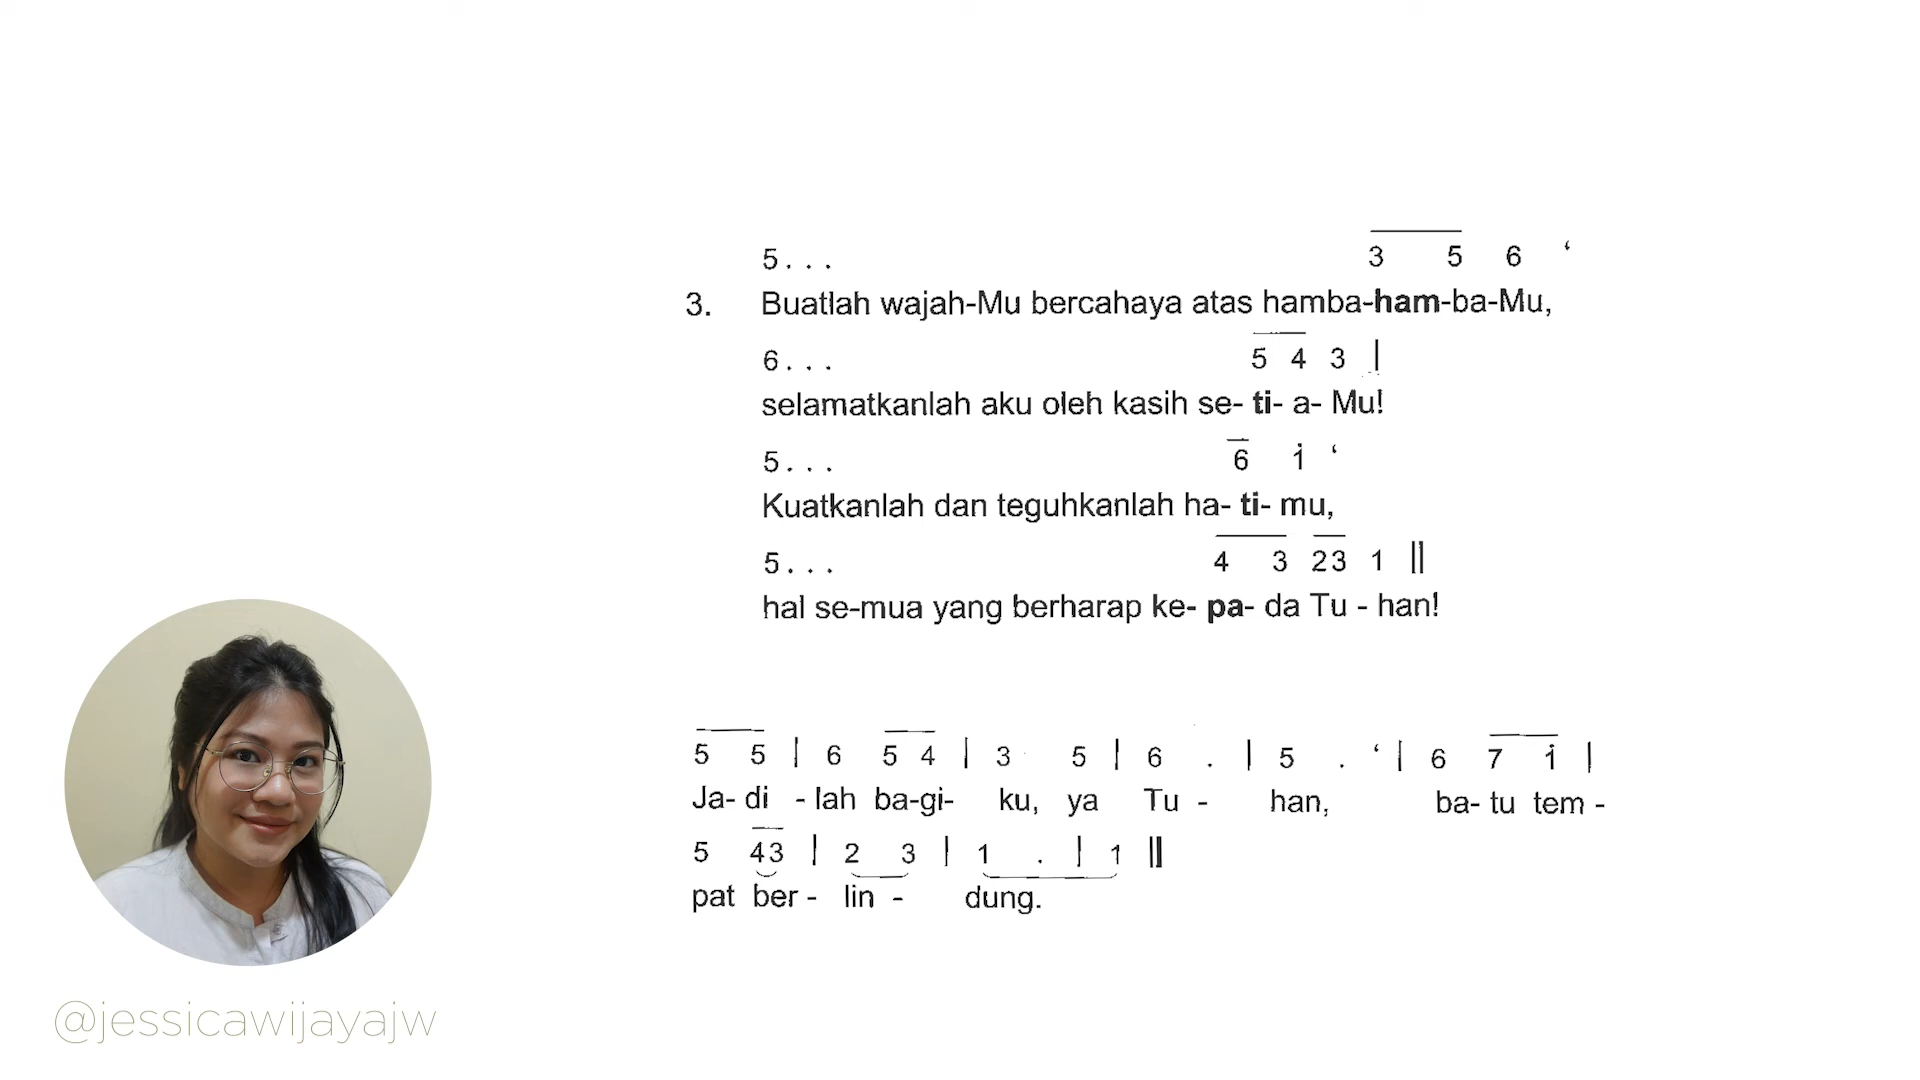 5 . . . 3 5 6 ‘
3. Buatlah wajah-Mu bercahaya atas hamba-ham-ba-Mu,
6 . . . 5 4 3 |
selamatkanlah aku oleh kasih se- ti- a- Mu!
5 . . . 6 1̇ ‘
Kuatkanlah dan teguhkanlah ha- ti- mu,
5 . . . 4 3 23 1 ||
hal se-mua yang berharap ke- pa- da Tu - han!
5 5 | 6 5 4 | 3 5 | 6 . | 5 . ‘ | 6 7 1̇ |
Ja- di - lah ba-gi- ku, ya Tu - han, ba- tu tem -
5 43 | 2 3 | 1 . | 1 ||
pat ber - lin - dung.
@jessicawijayajw